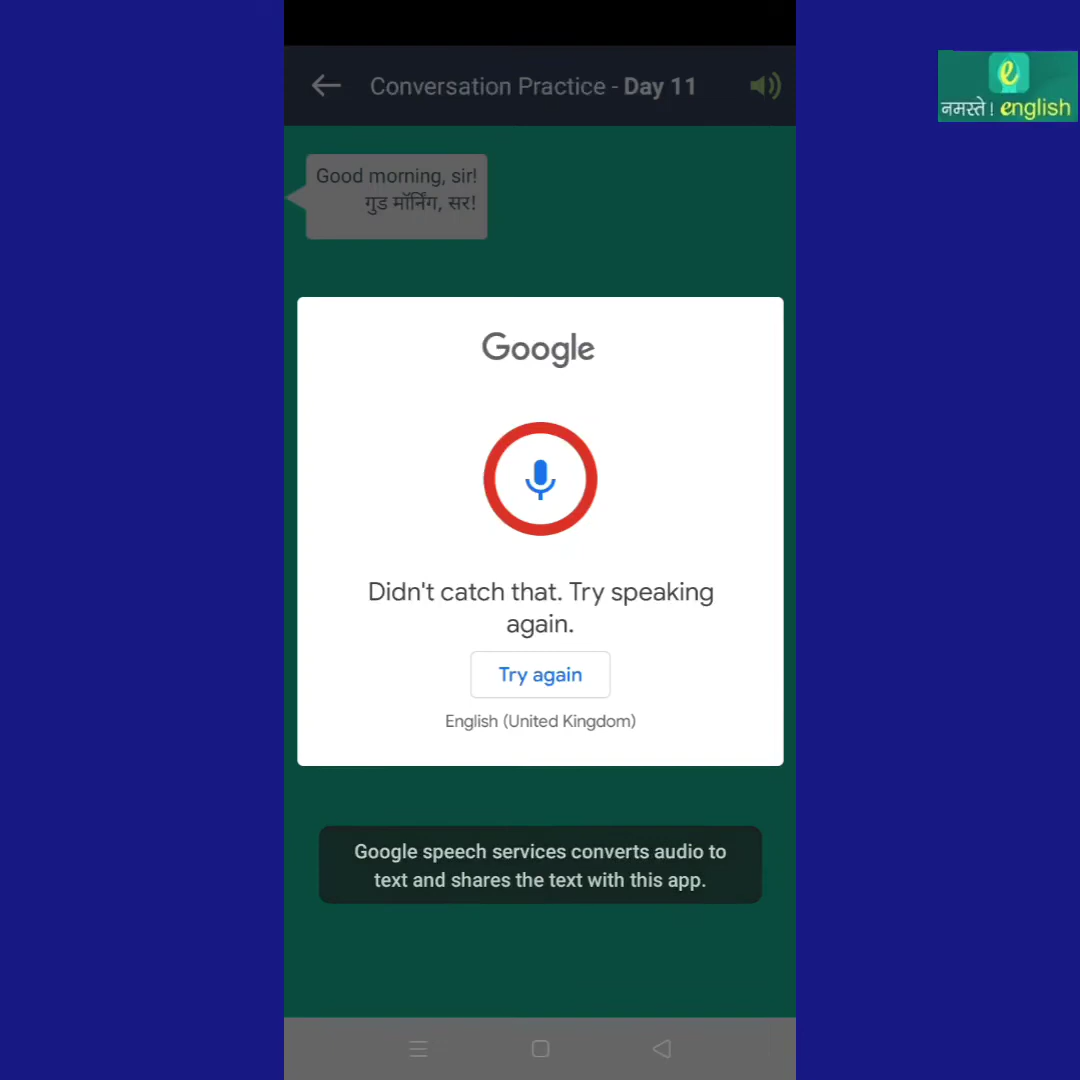 Conversation Practice - Day 11
नमस्ते! english
Good morning, sir!
गुड मॉर्निंग, सर!
Google
Didn't catch that. Try speaking
again.
Try again
English (United Kingdom)
Google speech services converts audio to
text and shares the text with this app.